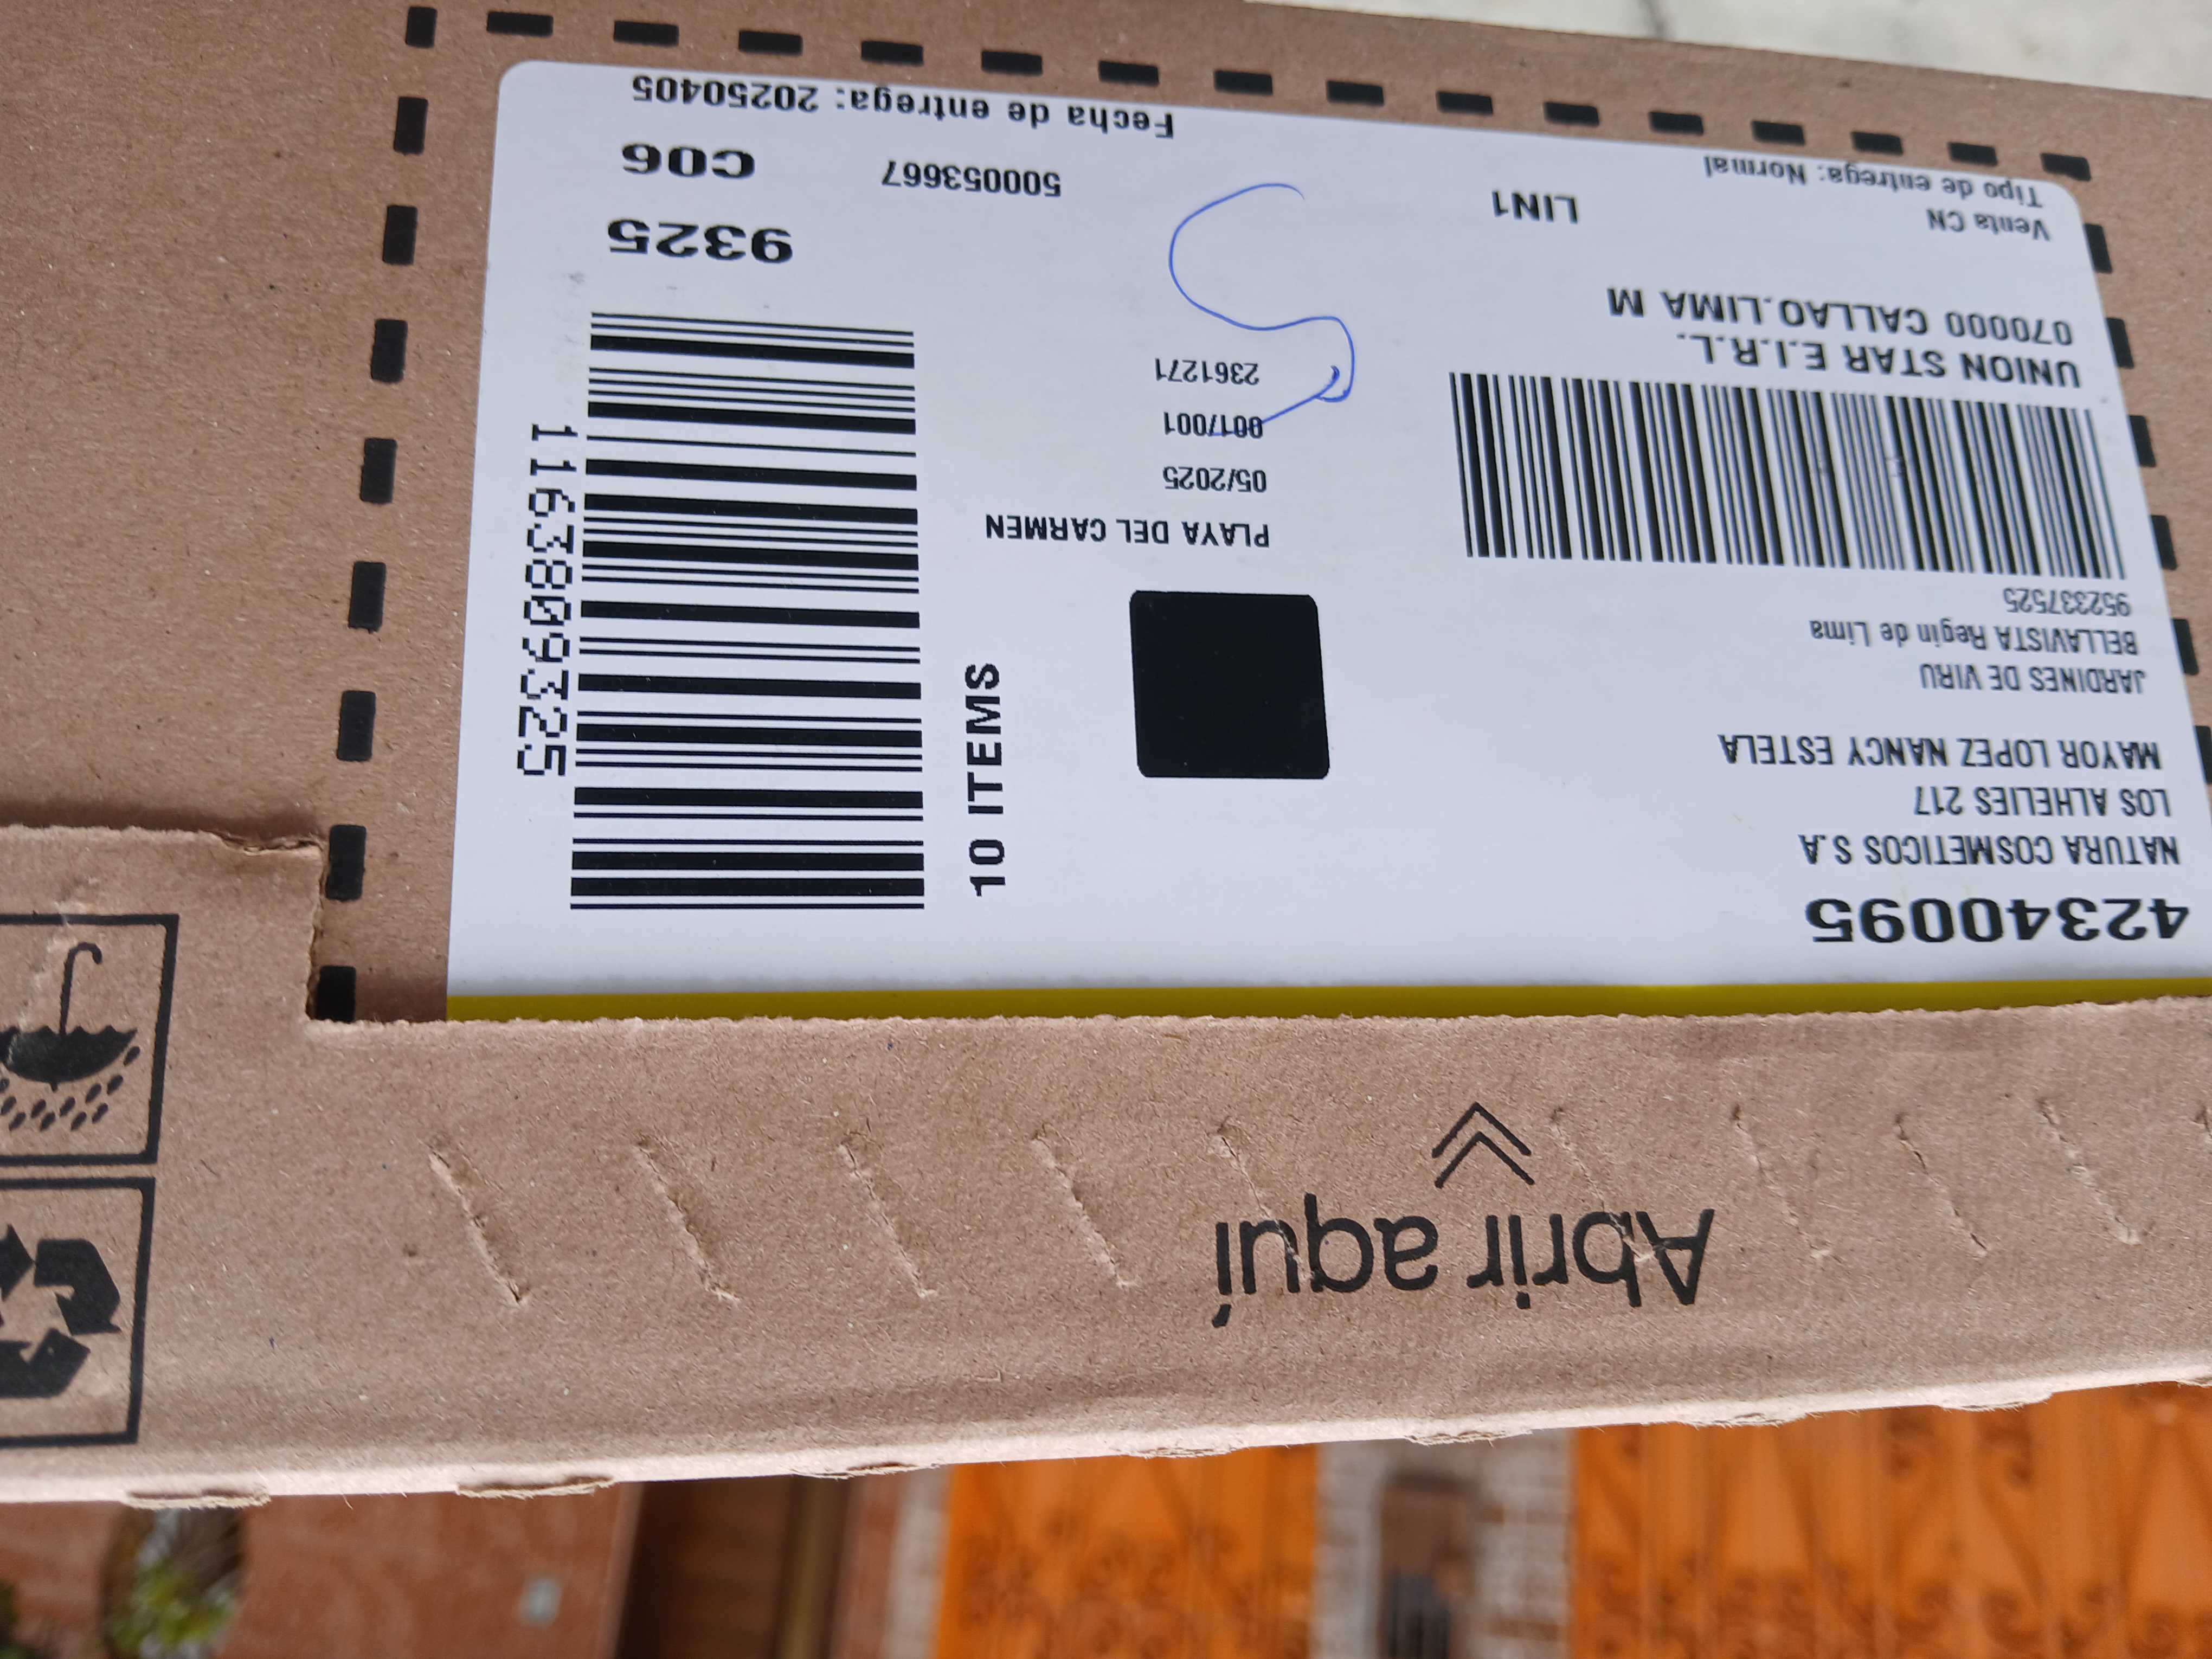 42340095
NATURA COSMETICOS S.A
LOS ALHELIES 217
MAYOR LOPEZ NANCY ESTELA
JARDINES DE VIRU
BELLAVISTA Regin de Lima
952337525
UNION STAR E.I.R.L.
070000 CALLAO.LIMA M
Venta CN
Tipo de entrega: Normal
LIN1
PLAYA DEL CARMEN
05/2025
001/001
2361271
500053667
Fecha de entrega: 20250405
10 ITEMS
1163809325
9325
C06
Abrir aquí